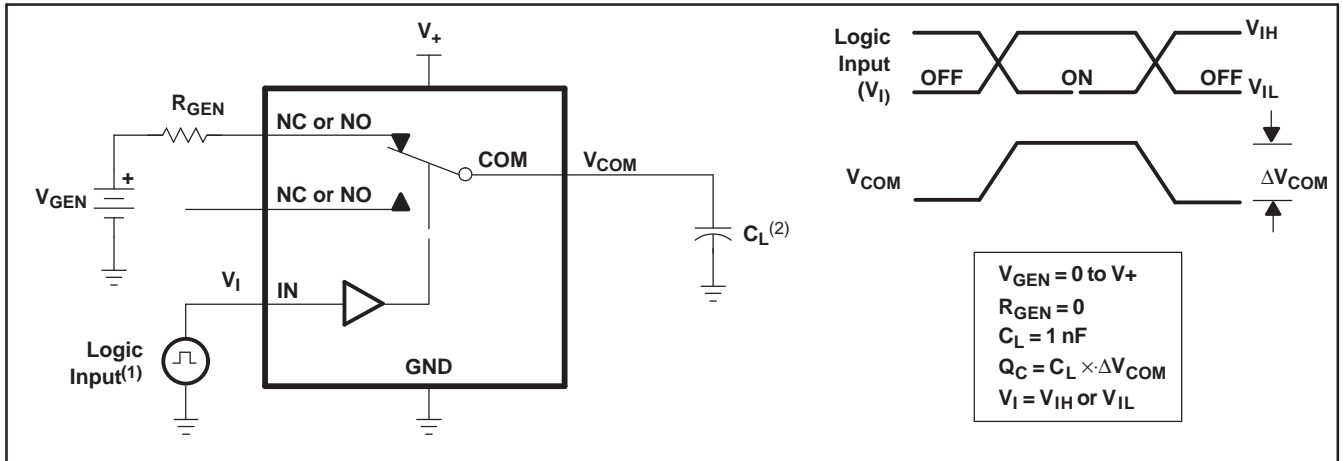 V+
RGEN
NC or NO
COM
VCOM
VGEN
+
NC or NO
CL(2)
VI
IN
Logic
Input(1)
GND
Logic
Input
(VI)
VIH
OFF
ON
OFF
VIL
VCOM
ΔVCOM
VGEN = 0 to V+
RGEN = 0
CL = 1 nF
QC = CL × ΔVCOM
VI = VIH or VIL